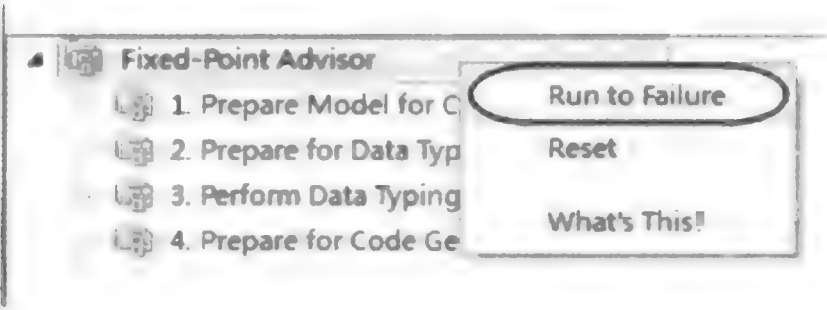 Fixed-Point Advisor
1. Prepare Model for C
2. Prepare for Data Typ
3. Perform Data Typing
4. Prepare for Code Ge
Run to Failure
Reset
What's This‼